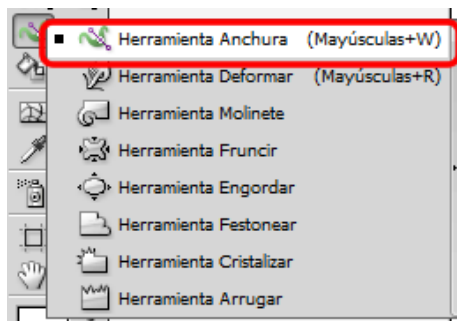 Herramienta Anchura (Mayúsculas+W)
Herramienta Deformar (Mayúsculas+R)
Herramienta Molinete
Herramienta Fruncir
Herramienta Engordar
Herramienta Festonear
Herramienta Cristalizar
Herramienta Arrugar